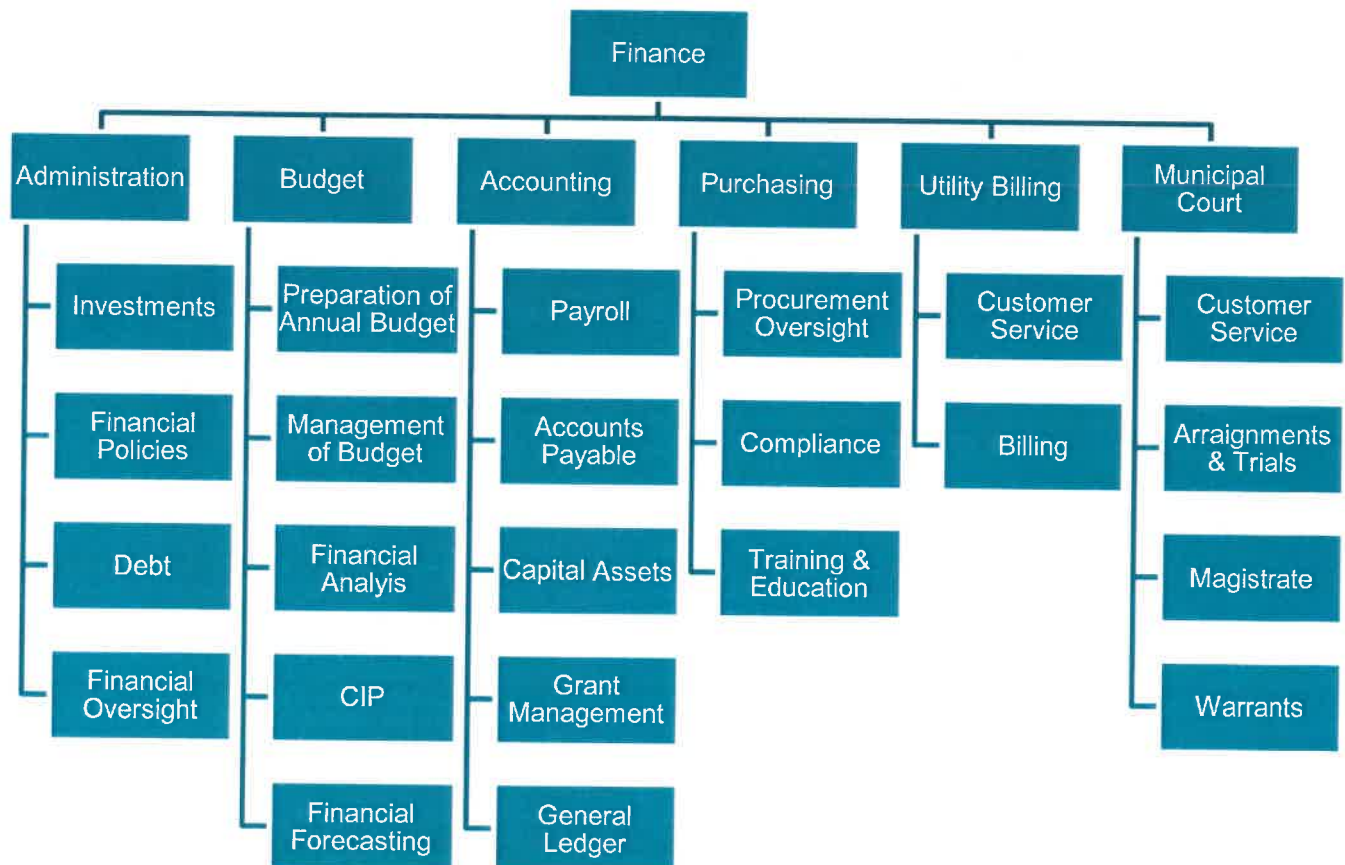 Finance
Administration
Budget
Accounting
Purchasing
Utility Billing
Municipal
Court
Investments
Financial
Policies
Debt
Financial
Oversight
Preparation of
Annual Budget
Management
of Budget
Financial
Analyis
CIP
Financial
Forecasting
Payroll
Accounts
Payable
Capital Assets
Grant
Management
General
Ledger
Procurement
Oversight
Compliance
Training &
Education
Customer
Service
Billing
Customer
Service
Arraignments
& Trials
Magistrate
Warrants